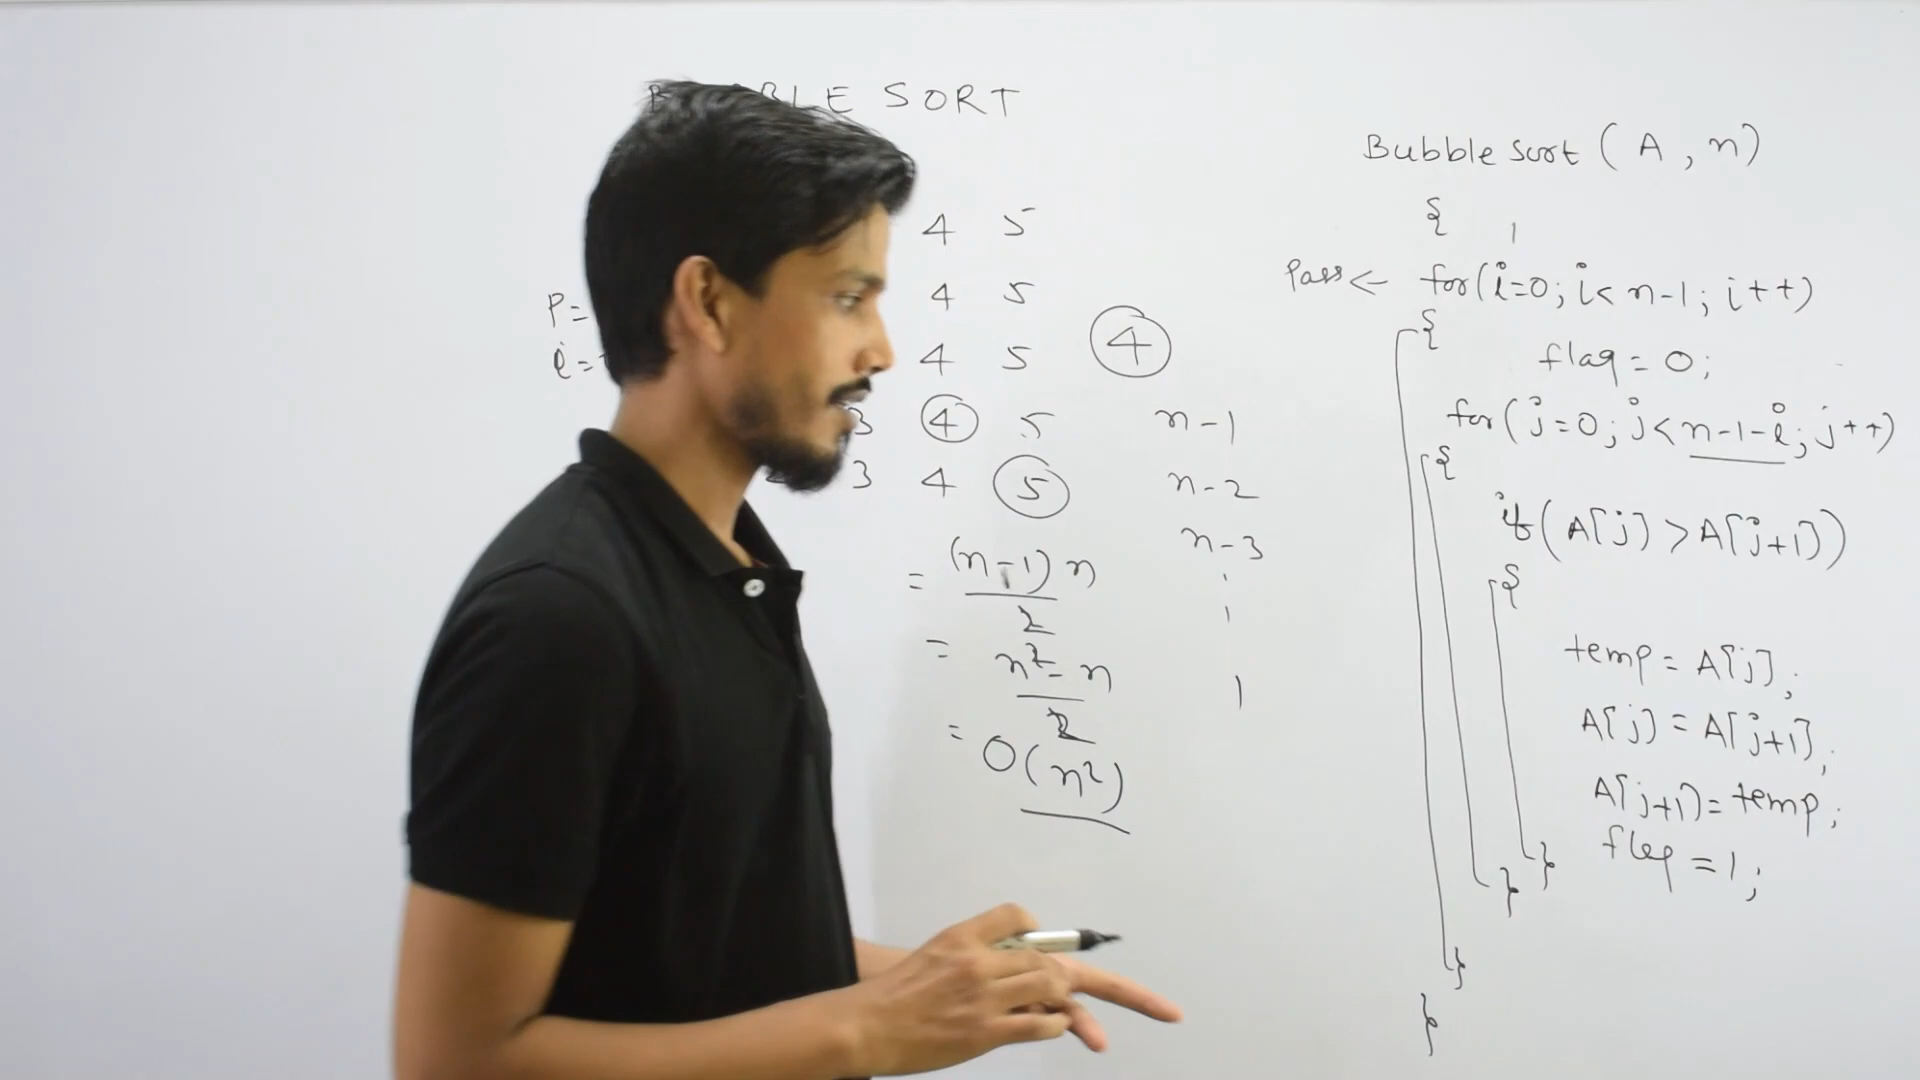 BLE SORT
4 5
P= 4 5
i= 4 5 4
3 4 5 n-1
3 4 5 n-2
n-3
= (n-1) n
2
= n²-n
2
1
= O(n²)
Bubble sort (A, n)
{ 1
Pass← for(i=0; i< n-1; i++)
{
flag = 0;
for(j=0; j<n-1-i; j++)
{
if(A[j] > A[j+1])
{
temp = A[j];
A[j] = A[j+1];
A[j+1] = temp;
flag = 1;
}
}
}
}